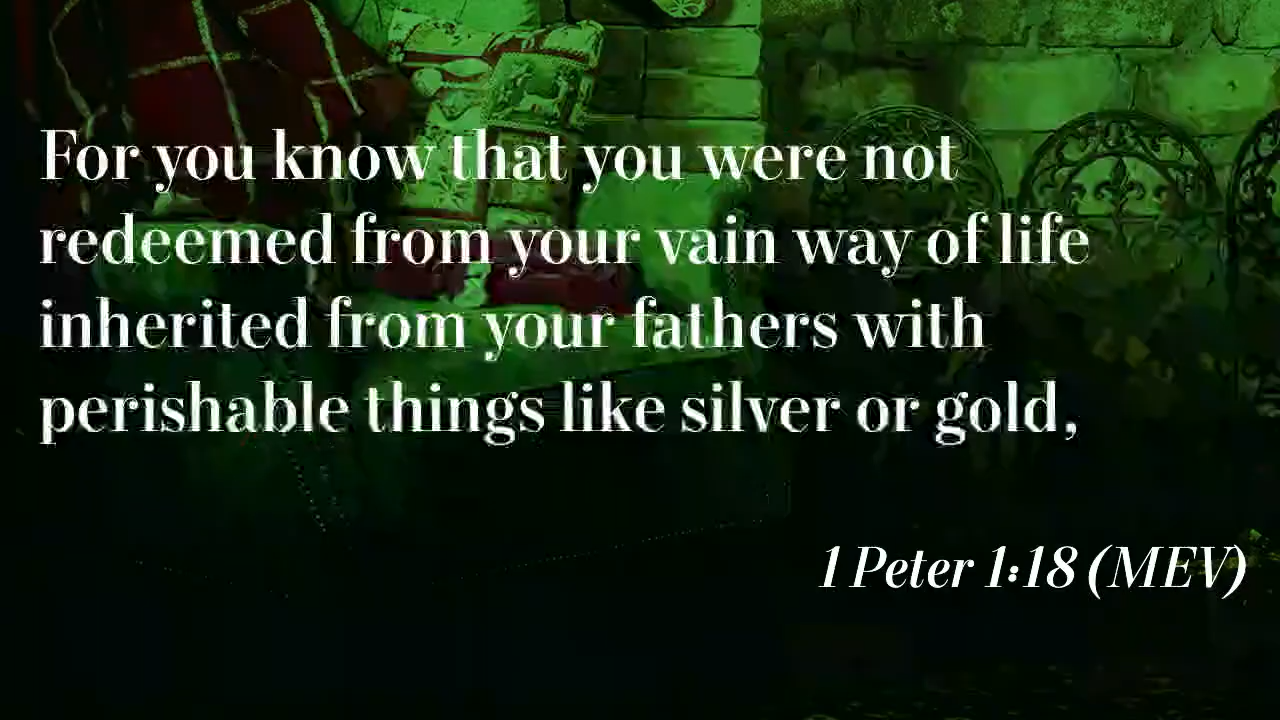 For you know that you were not
redeemed from your vain way of life
inherited from your fathers with
perishable things like silver or gold,
1 Peter 1:18 (MEV)